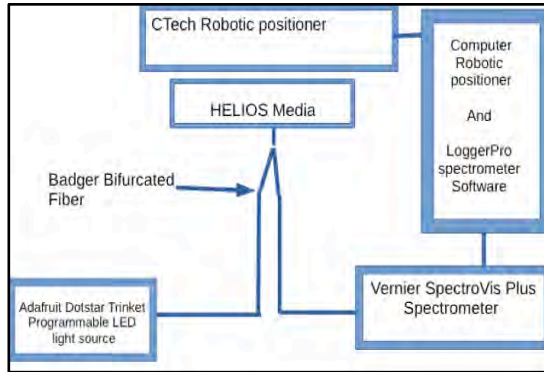 CTech Robotic positioner
Computer
Robotic
positioner
And
LoggerPro
spectrometer
Software
HELIOS Media
Badger Bifurcated
Fiber
Adafruit Dotstar Trinket
Programmable LED
light source
Vernier SpectroVis Plus
Spectrometer